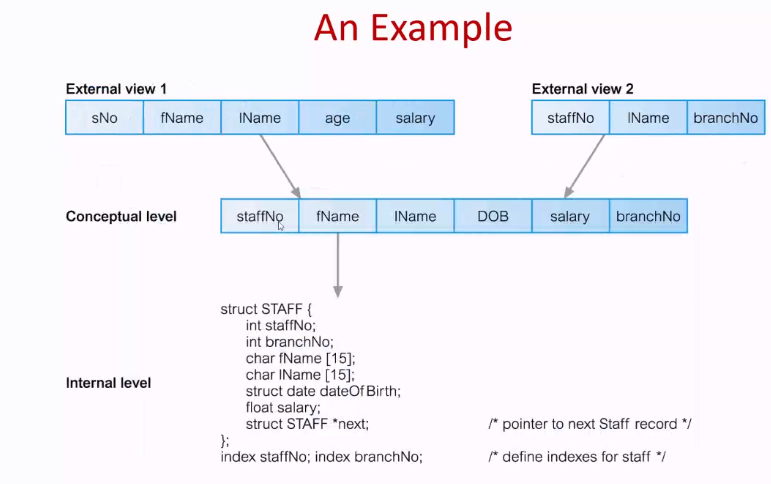 An Example
External view 1
External view 2
sNo fName lName age salary
staffNo lName branchNo
Conceptual level
staffNo fName lName DOB salary branchNo
struct STAFF {
int staffNo;
int branchNo;
char fName [15];
char lName [15];
struct date dateOfBirth;
float salary;
struct STAFF *next; /* pointer to next Staff record */
};
index staffNo; index branchNo; /* define indexes for staff */
Internal level